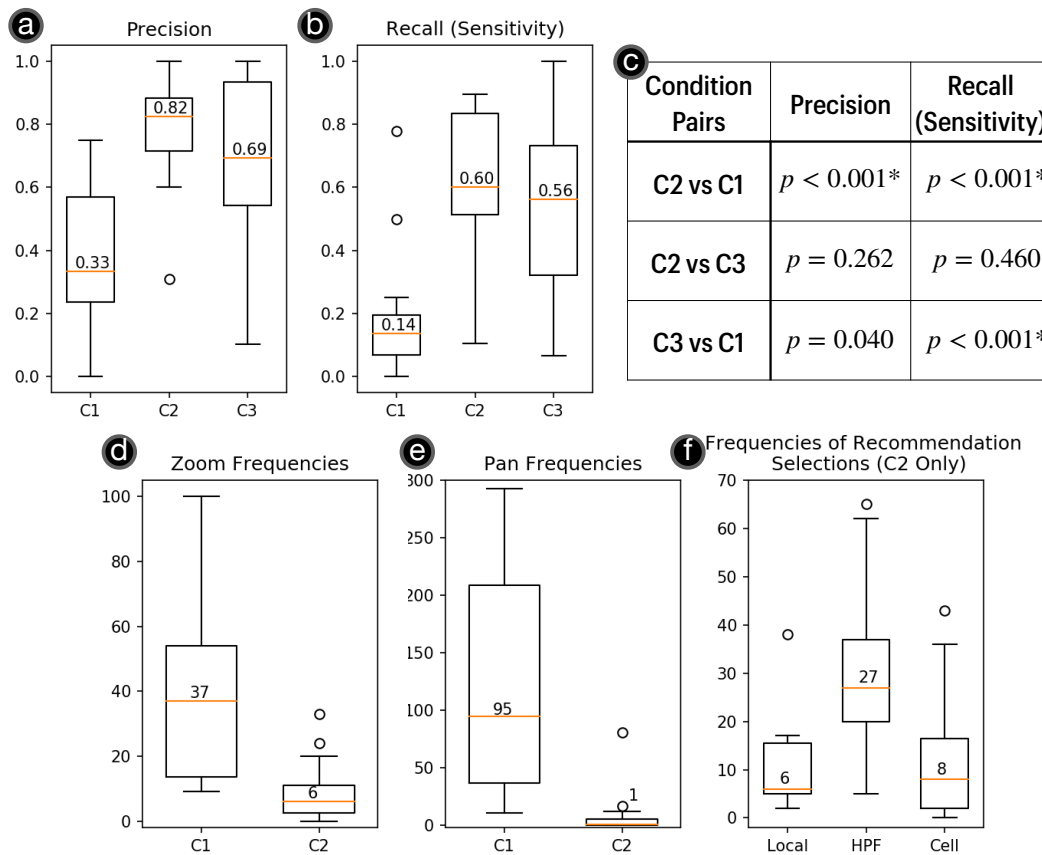 a
Precision
1.0
0.8
0.6
0.4
0.2
0.0
0.33
0.82
0.69
C1 C2 C3
b
Recall (Sensitivity)
1.0
0.8
0.6
0.4
0.2
0.0
0.14
0.60
0.56
C1 C2 C3
c
Condition Pairs Precision Recall (Sensitivity)
C2 vs C1 p < 0.001* p < 0.001*
C2 vs C3 p = 0.262 p = 0.460
C3 vs C1 p = 0.040 p < 0.001*
d
Zoom Frequencies
100
80
60
40
20
0
37
6
C1 C2
e
Pan Frequencies
300
250
200
150
100
50
0
95
1
C1 C2
f
Frequencies of Recommendation
Selections (C2 Only)
70
60
50
40
30
20
10
0
6
27
8
Local HPF Cell